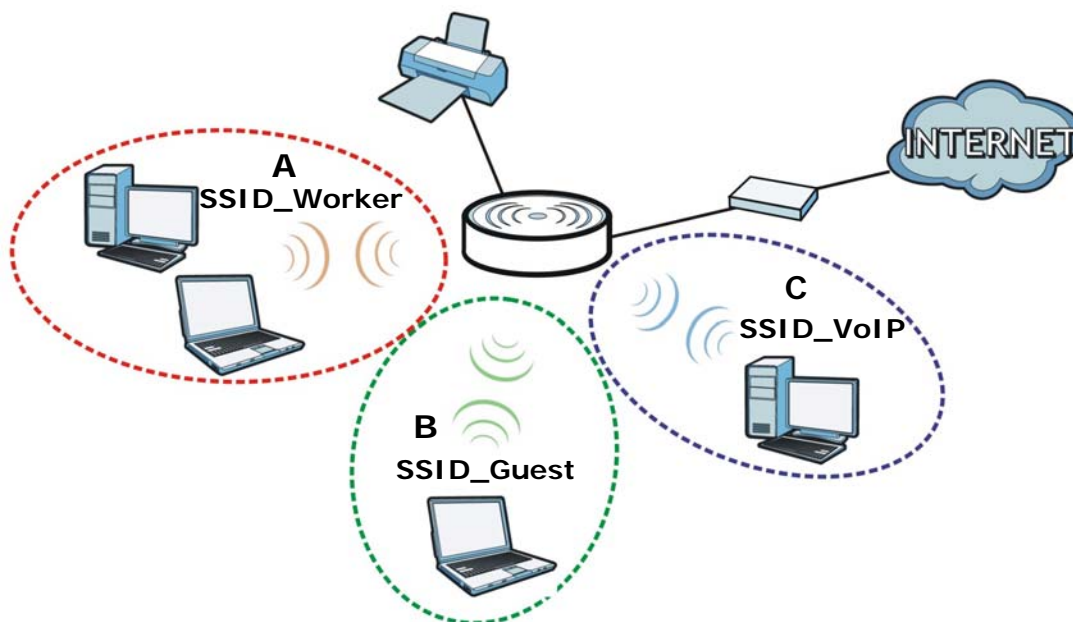 INTERNET
A
SSID_Worker
C
SSID_VoIP
B
SSID_Guest